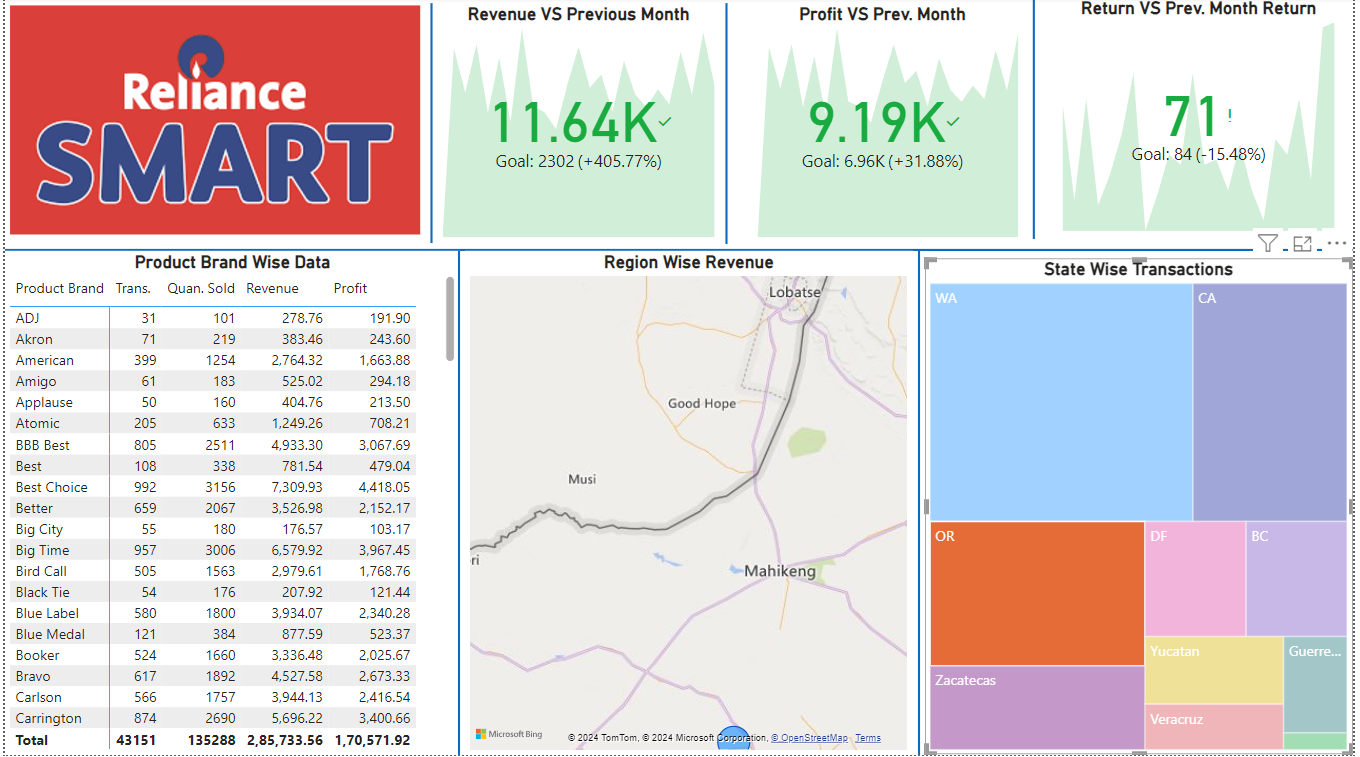 Reliance
SMART
Revenue VS Previous Month
11.64K
Goal: 2302 (+405.77%)
Profit VS Prev. Month
9.19K
Goal: 6.96K (+31.88%)
Return VS Prev. Month Return
71 !
Goal: 84 (-15.48%)
Product Brand Wise Data
Product Brand Trans. Quan. Sold Revenue Profit
ADJ 31 101 278.76 191.90
Akron 71 219 383.46 243.60
American 399 1254 2,764.32 1,663.88
Amigo 61 183 525.02 294.18
Applause 50 160 404.76 213.50
Atomic 205 633 1,249.26 708.21
BBB Best 805 2511 4,933.30 3,067.69
Best 108 338 781.54 479.04
Best Choice 992 3156 7,309.93 4,418.05
Better 659 2067 3,526.98 2,152.17
Big City 55 180 176.57 103.17
Big Time 957 3006 6,579.92 3,967.45
Bird Call 505 1563 2,979.61 1,768.76
Black Tie 54 176 207.92 121.44
Blue Label 580 1800 3,934.07 2,340.28
Blue Medal 121 384 877.59 523.37
Booker 524 1660 3,336.48 2,025.67
Bravo 617 1892 4,527.58 2,673.33
Carlson 566 1757 3,944.13 2,416.54
Carrington 874 2690 5,696.22 3,400.66
Total 43151 135288 2,85,733.56 1,70,571.92
Region Wise Revenue
Lobatse
Good Hope
Musi
ri
Mahikeng
Microsoft Bing
© 2024 TomTom, © 2024 Microsoft Corporation, © OpenStreetMap Terms
State Wise Transactions
WA
CA
OR
DF
BC
Zacatecas
Yucatan
Guerre...
Veracruz